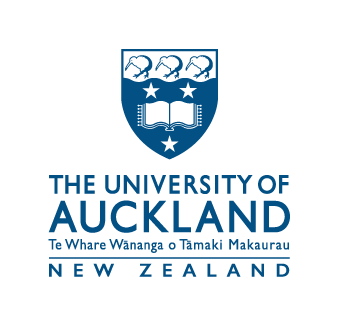 THE UNIVERSITY OF
AUCKLAND
Te Whare Wānanga o Tāmaki Makaurau
NEW ZEALAND